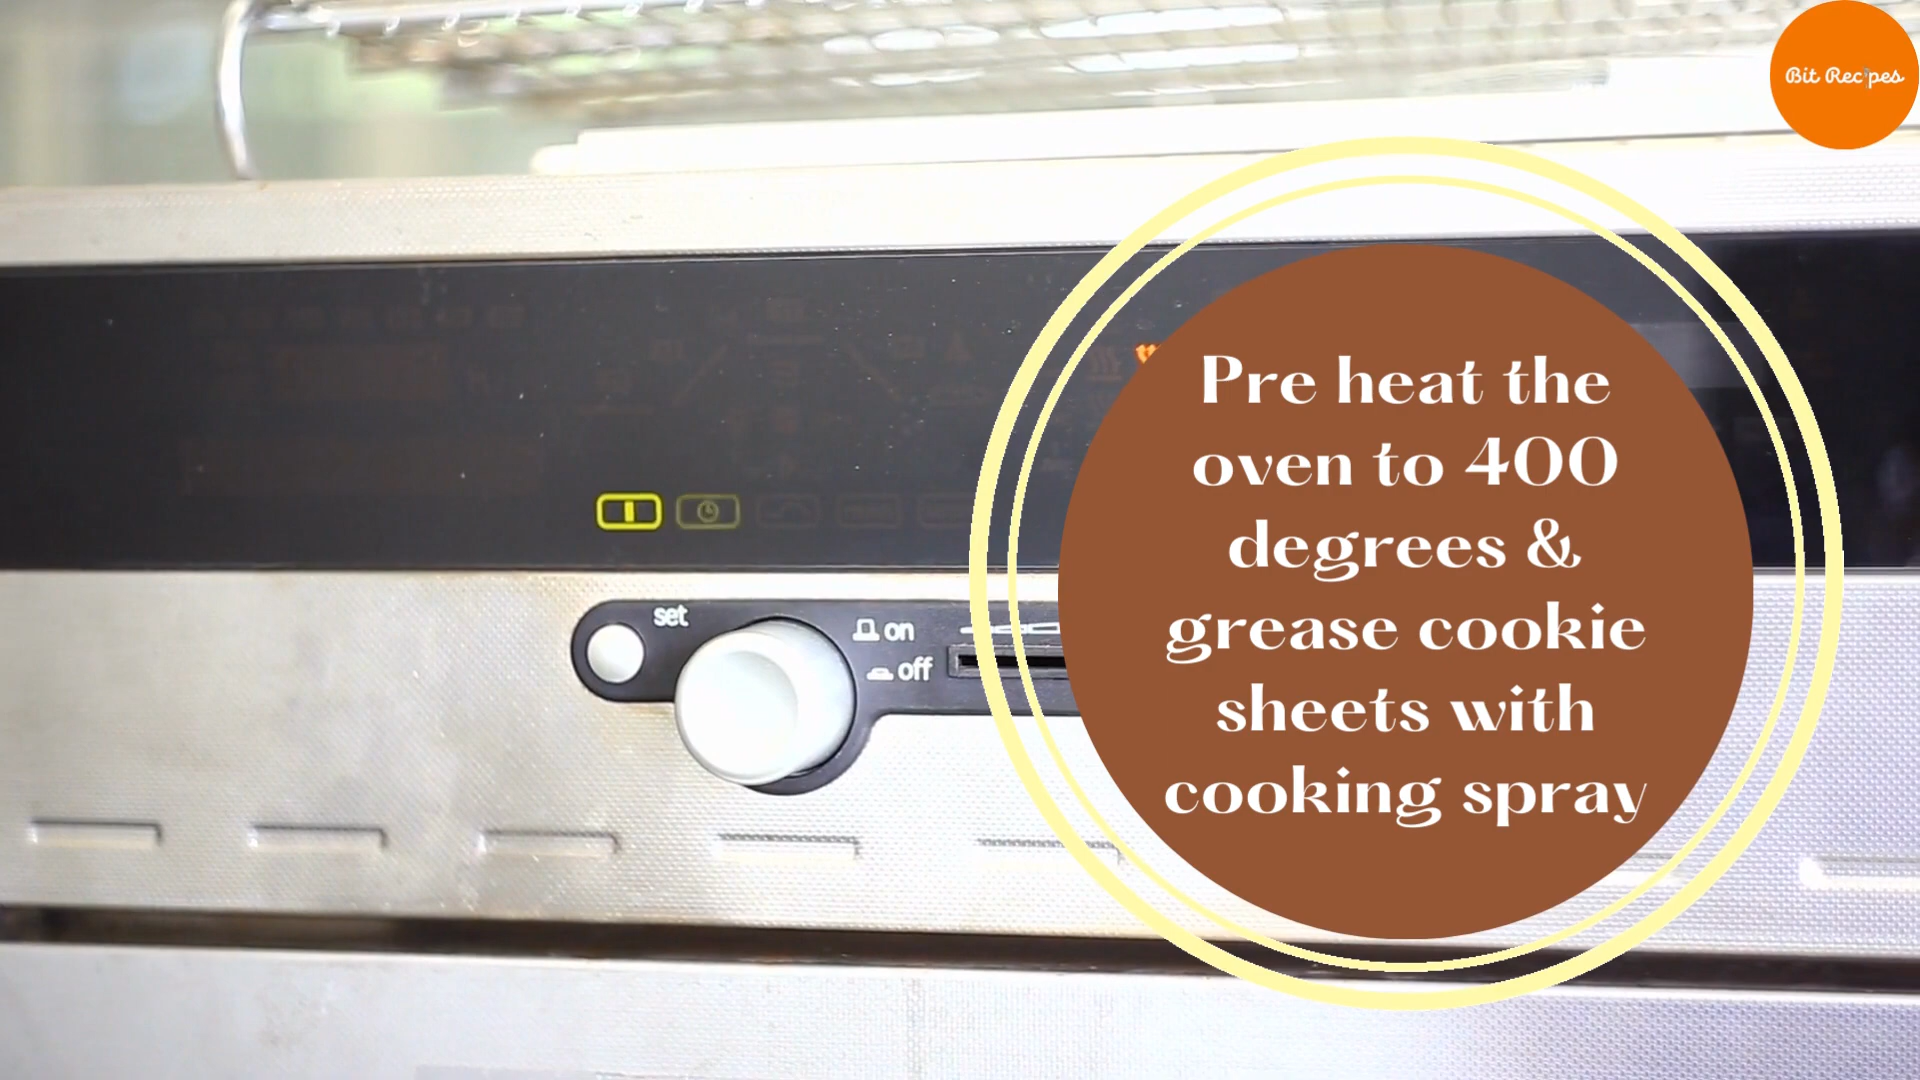 Bit Recipes
Pre heat the
oven to 400
degrees &
grease cookie
sheets with
cooking spray
set
on
off